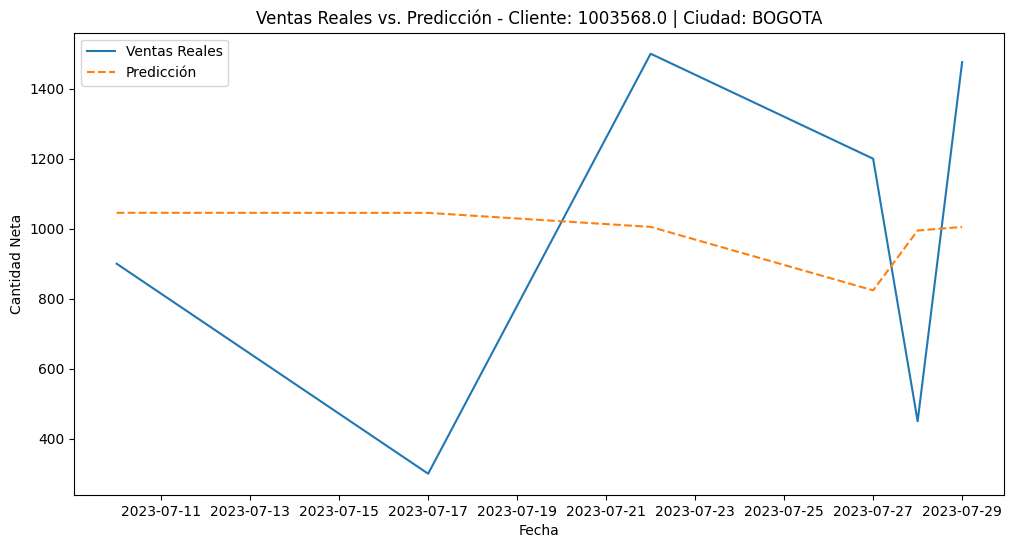 Ventas Reales vs. Predicción - Cliente: 1003568.0 | Ciudad: BOGOTA
Ventas Reales
Predicción
Cantidad Neta
1400
1200
1000
800
600
400
2023-07-11 2023-07-13 2023-07-15 2023-07-17 2023-07-19 2023-07-21 2023-07-23 2023-07-25 2023-07-27 2023-07-29
Fecha